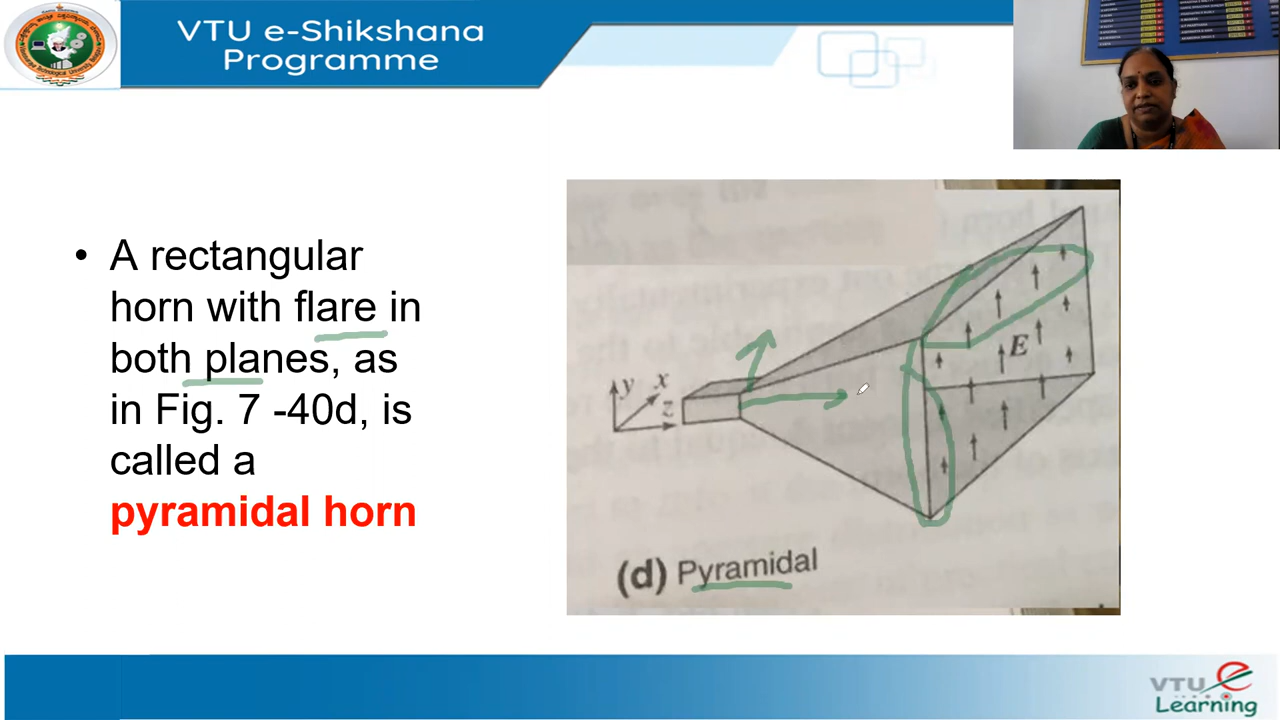 VTU e-Shikshana
Programme
• A rectangular
horn with flare in
both planes, as
in Fig. 7 -40d, is
called a
pyramidal horn
y
x
z
E
(d) Pyramidal
VTU e
Learning